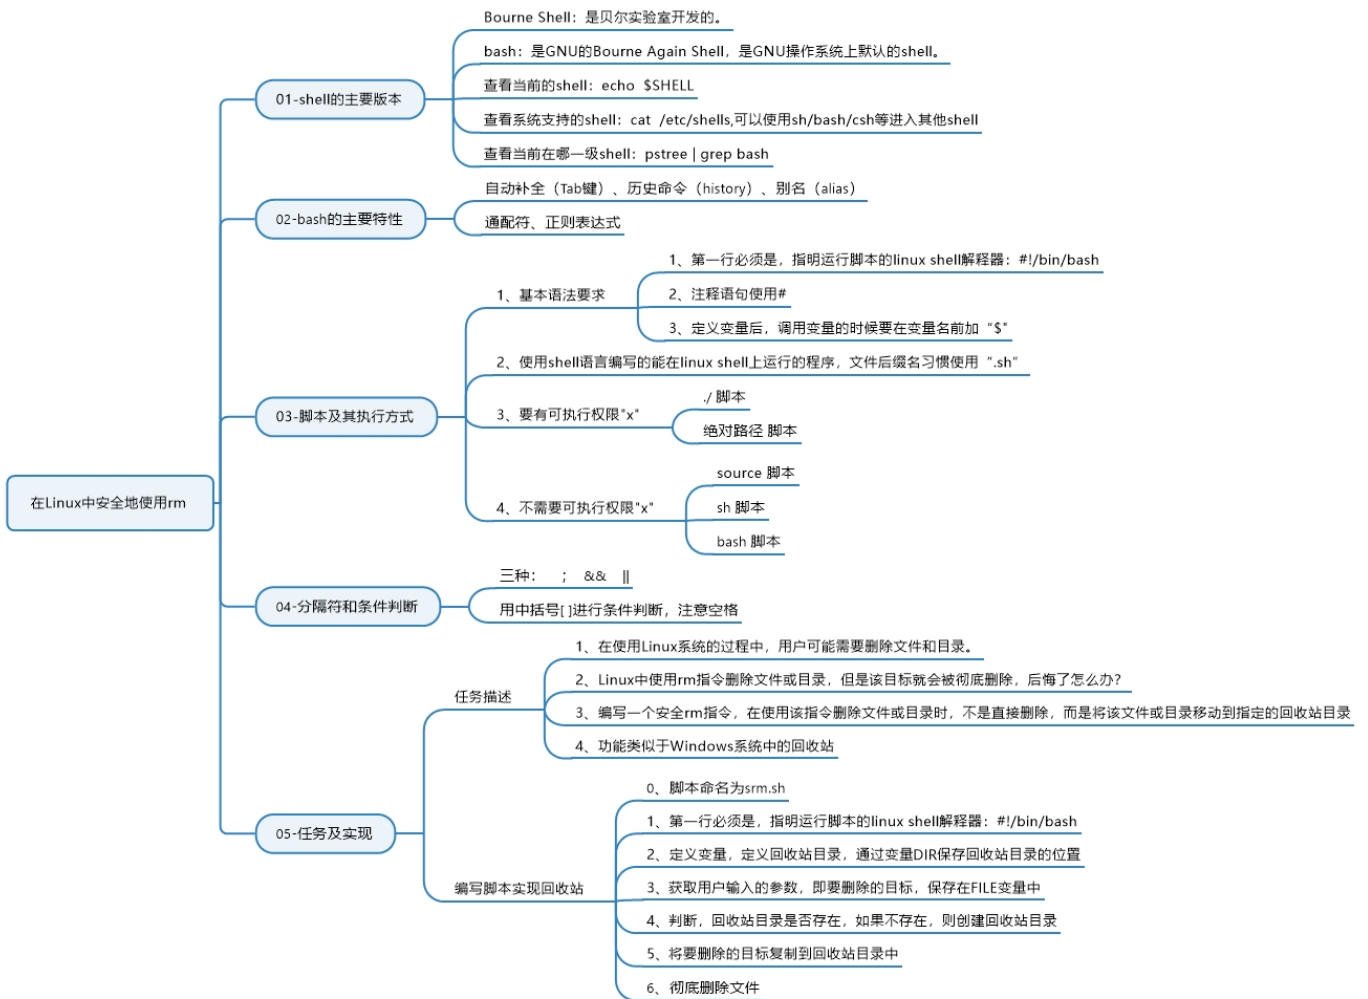 在Linux中安全地使用rm
01-shell的主要版本
Bourne Shell：是贝尔实验室开发的。
bash：是GNU的Bourne Again Shell，是GNU操作系统上默认的shell。
查看当前的shell：echo $SHELL
查看系统支持的shell：cat /etc/shells,可以使用sh/bash/csh等进入其他shell
查看当前在哪一级shell：pstree | grep bash
02-bash的主要特性
自动补全（Tab键）、历史命令（history）、别名（alias）
通配符、正则表达式
03-脚本及其执行方式
1、基本语法要求
1、第一行必须是，指明运行脚本的linux shell解释器：#!/bin/bash
2、注释语句使用#
3、定义变量后，调用变量的时候要在变量名前加“$"
2、使用shell语言编写的能在linux shell上运行的程序，文件后缀名习惯使用“.sh”
3、要有可执行权限"x"
./ 脚本
绝对路径 脚本
4、不需要可执行权限"x"
source 脚本
sh 脚本
bash 脚本
04-分隔符和条件判断
三种： ； && ||
用中括号[ ]进行条件判断，注意空格
05-任务及实现
任务描述
1、在使用Linux系统的过程中，用户可能需要删除文件和目录。
2、Linux中使用rm指令删除文件或目录，但是该目标就会被彻底删除，后悔了怎么办？
3、编写一个安全rm指令，在使用该指令删除文件或目录时，不是直接删除，而是将该文件或目录移动到指定的回收站目录
4、功能类似于Windows系统中的回收站
编写脚本实现回收站
0、脚本命名为srm.sh
1、第一行必须是，指明运行脚本的linux shell解释器：#!/bin/bash
2、定义变量，定义回收站目录，通过变量DIR保存回收站目录的位置
3、获取用户输入的参数，即要删除的目标，保存在FILE变量中
4、判断，回收站目录是否存在，如果不存在，则创建回收站目录
5、将要删除的目标复制到回收站目录中
6、彻底删除文件